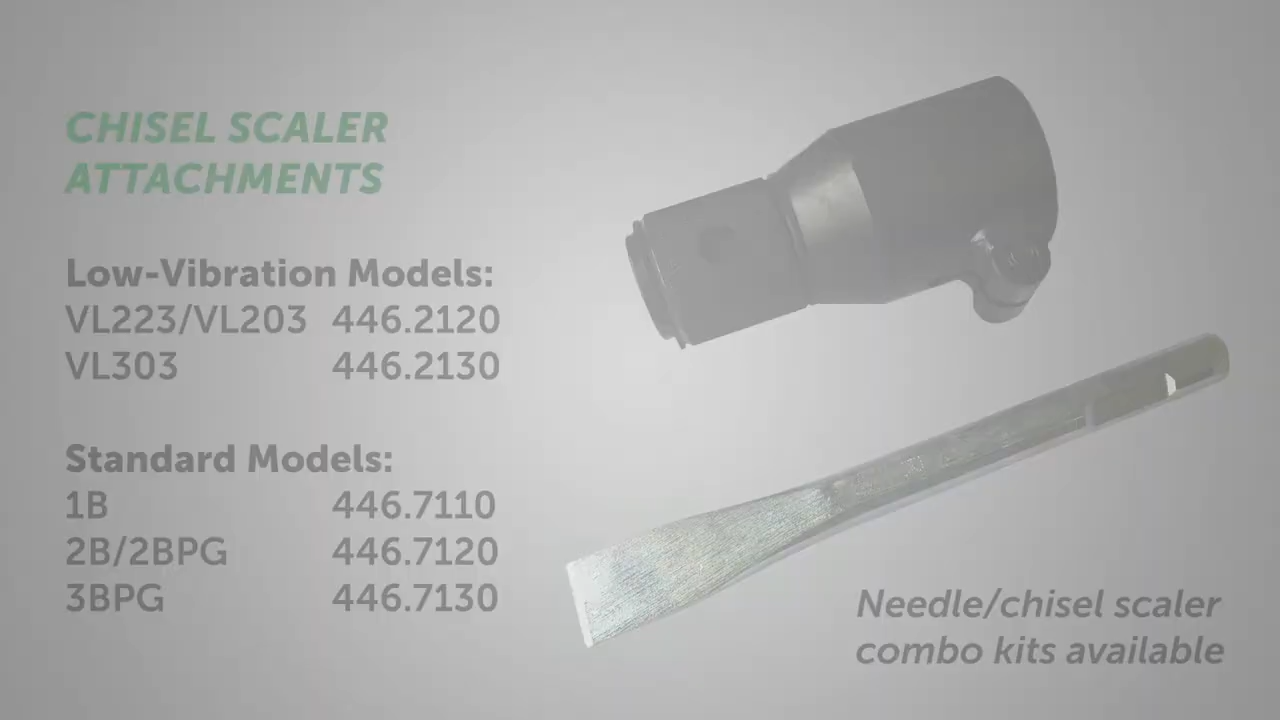 CHISEL SCALER
ATTACHMENTS
Low-Vibration Models:
VL223/VL203 446.2120
VL303 446.2130
Standard Models:
1B 446.7110
2B/2BPG 446.7120
3BPG 446.7130
Needle/chisel scaler
combo kits available